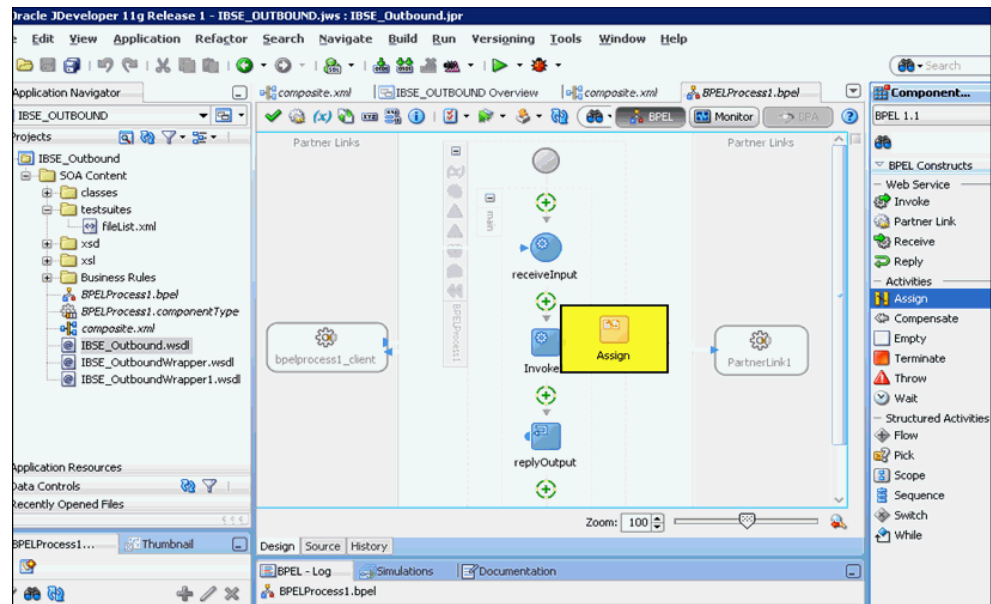 Oracle JDeveloper 11g Release 1 - IBSE_OUTBOUND.jws : IBSE_Outbound.jpr
Edit View Application Refactor Search Navigate Build Run Versioning Tools Window Help
Search
Application Navigator
IBSE_OUTBOUND
Projects
IBSE_Outbound
SOA Content
classes
testsuites
fileList.xml
xsd
xsl
Business Rules
BPELProcess1.bpel
BPELProcess1.componentType
composite.xml
IBSE_Outbound.wsdl
IBSE_OutboundWrapper.wsdl
IBSE_OutboundWrapper1.wsdl
Application Resources
Data Controls
Recently Opened Files
BPELProcess1... Thumbnail
composite.xml IBSE_OUTBOUND Overview composite.xml BPELProcess1.bpel
BPEL Monitor BPA
Partner Links Partner Links
main
receiveInput
BPELProcess1
bpelprocess1_client
Invoke
Assign
PartnerLink1
replyOutput
Zoom: 100
Design Source History
BPEL - Log Simulations Documentation
BPELProcess1.bpel
Component...
BPEL 1.1
BPEL Constructs
Web Service
Invoke
Partner Link
Receive
Reply
Activities
Assign
Compensate
Empty
Terminate
Throw
Wait
Structured Activities
Flow
Pick
Scope
Sequence
Switch
While